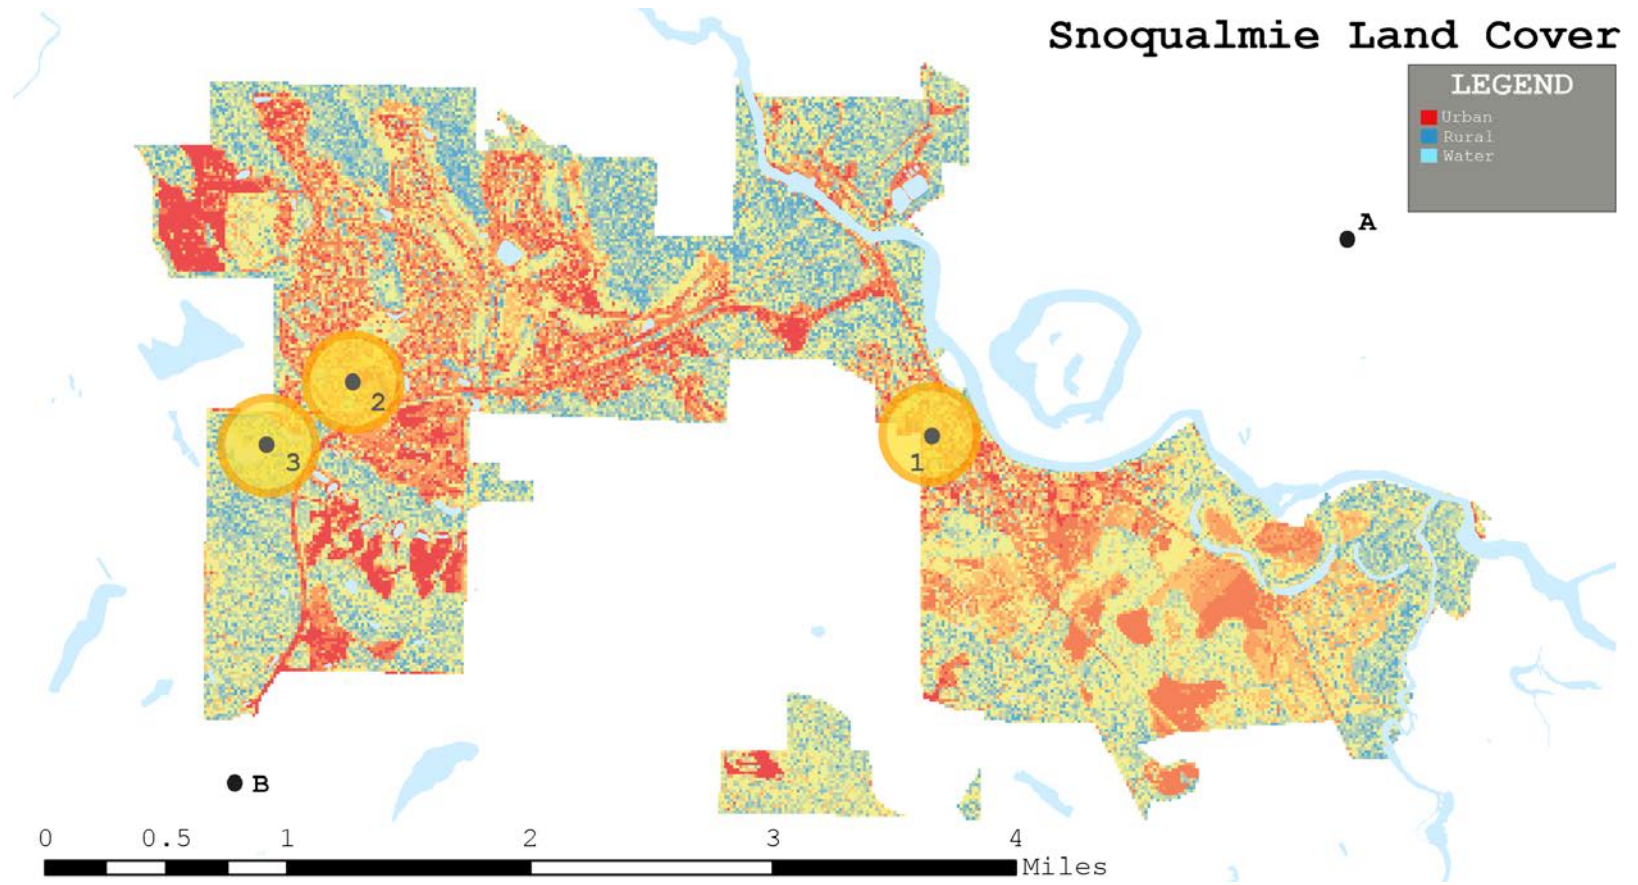 Snoqualmie Land Cover
LEGEND
Urban
Rural
Water
A
2
3
1
B
0 0.5 1 2 3 4
Miles